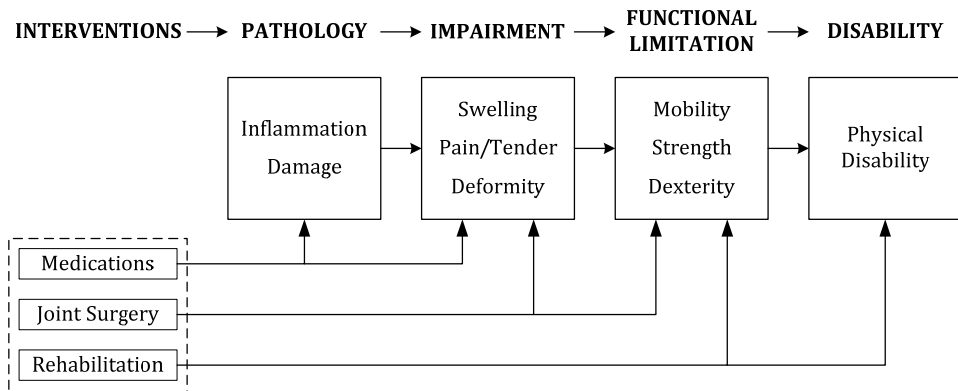 INTERVENTIONS PATHOLOGY IMPAIRMENT FUNCTIONAL LIMITATION DISABILITY
Inflammation
Damage
Swelling
Pain/Tender
Deformity
Mobility
Strength
Dexterity
Physical
Disability
Medications
Joint Surgery
Rehabilitation